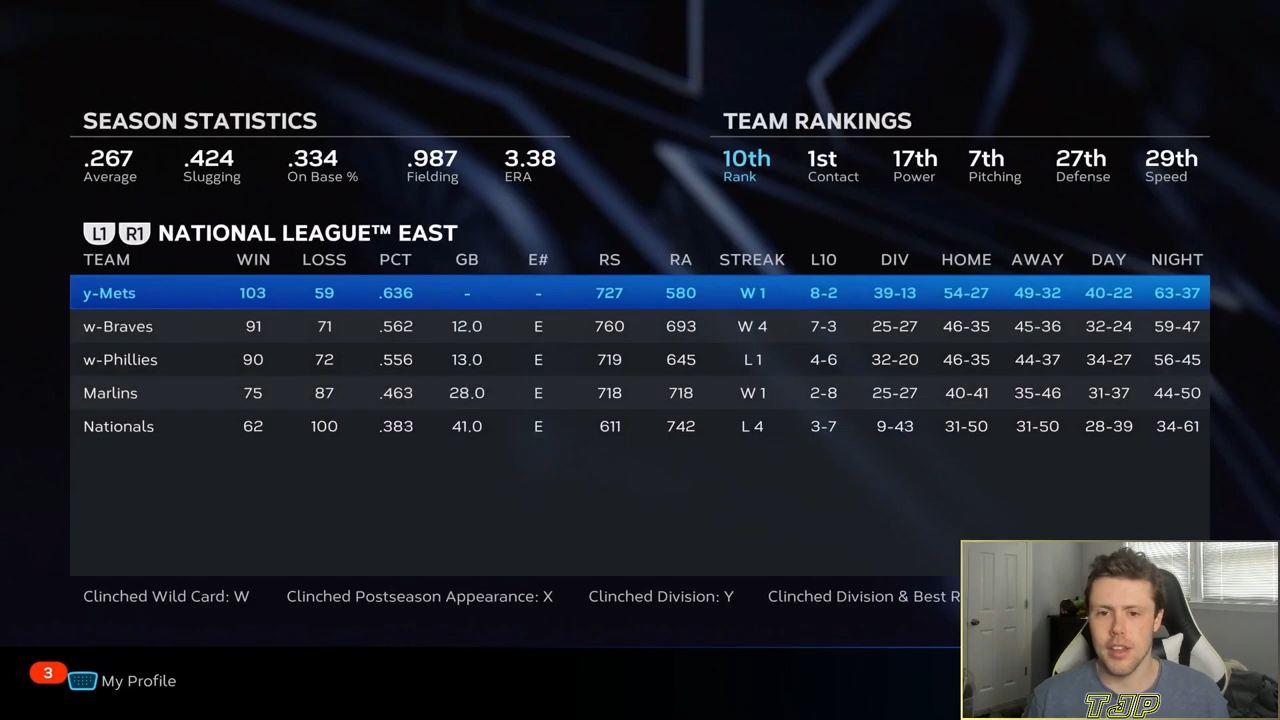 SEASON STATISTICS
TEAM RANKINGS
.267 .424 .334 .987 3.38
Average Slugging On Base % Fielding ERA
10th 1st 17th 7th 27th 29th
Rank Contact Power Pitching Defense Speed
L1 R1 NATIONAL LEAGUE™ EAST
TEAM WIN LOSS PCT GB E# RS RA STREAK L10 DIV HOME AWAY DAY NIGHT
y-Mets 103 59 .636 - - 727 580 W 1 8-2 39-13 54-27 49-32 40-22 63-37
w-Braves 91 71 .562 12.0 E 760 693 W 4 7-3 25-27 46-35 45-36 32-24 59-47
w-Phillies 90 72 .556 13.0 E 719 645 L 1 4-6 32-20 46-35 44-37 34-27 56-45
Marlins 75 87 .463 28.0 E 718 718 W 1 2-8 25-27 40-41 35-46 31-37 44-50
Nationals 62 100 .383 41.0 E 611 742 L 4 3-7 9-43 31-50 31-50 28-39 34-61
Clinched Wild Card: W Clinched Postseason Appearance: X Clinched Division: Y Clinched Division & Best R
3 My Profile
TJP